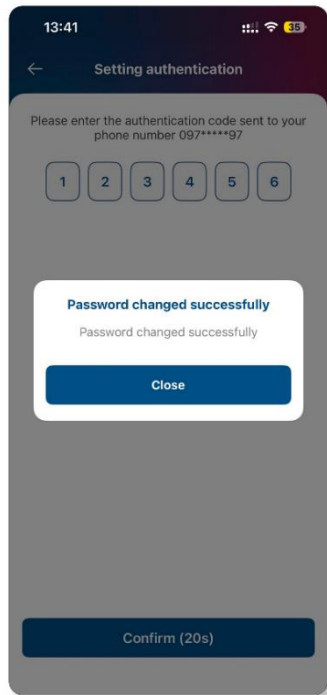 13:41
35
Setting authentication
Please enter the authentication code sent to your
phone number 097*****97
1 2 3 4 5 6
Password changed successfully
Password changed successfully
Close
Confirm (20s)